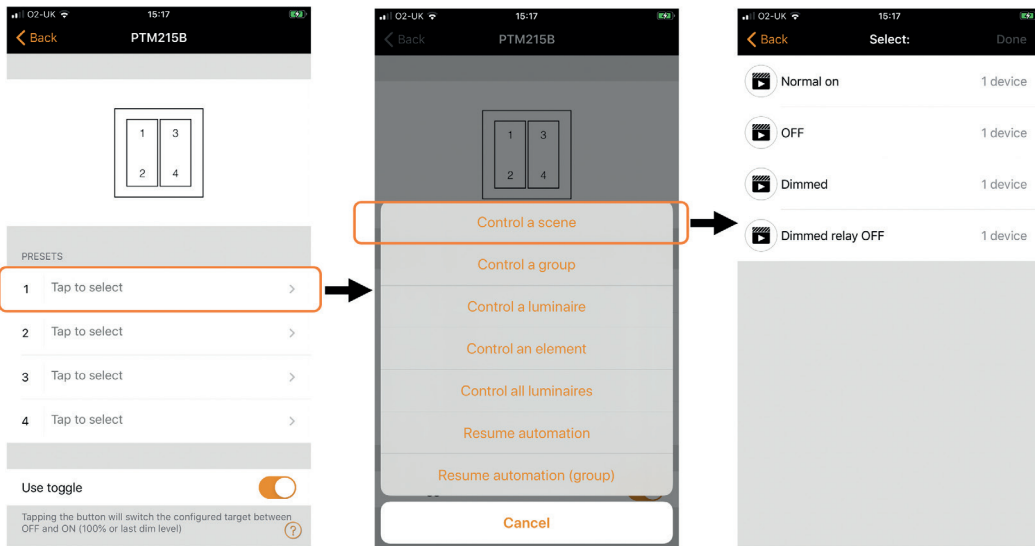 O2-UK 15:17
Back PTM215B
1 3
2 4
PRESETS
1 Tap to select
2 Tap to select
3 Tap to select
4 Tap to select
Use toggle
Tapping the button will switch the configured target between
OFF and ON (100% or last dim level)
?
O2-UK 15:17
Back PTM215B
1 3
2 4
Control a scene
Control a group
Control a luminaire
Control an element
Control all luminaires
Resume automation
Resume automation (group)
Cancel
O2-UK 15:17
Back Select: Done
Normal on 1 device
OFF 1 device
Dimmed 1 device
Dimmed relay OFF 1 device